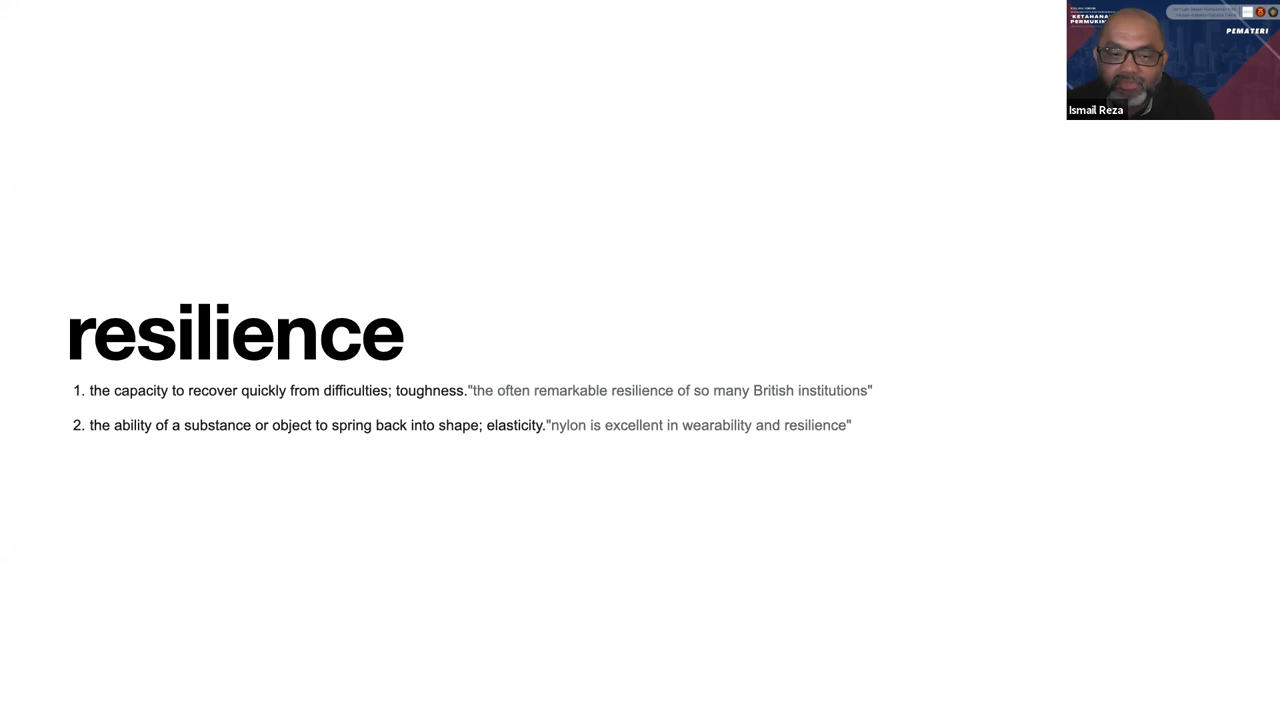 KETAHANA
PERMUKIM
PEMATERI
Ismail Reza
resilience
1. the capacity to recover quickly from difficulties; toughness."the often remarkable resilience of so many British institutions"
2. the ability of a substance or object to spring back into shape; elasticity."nylon is excellent in wearability and resilience"